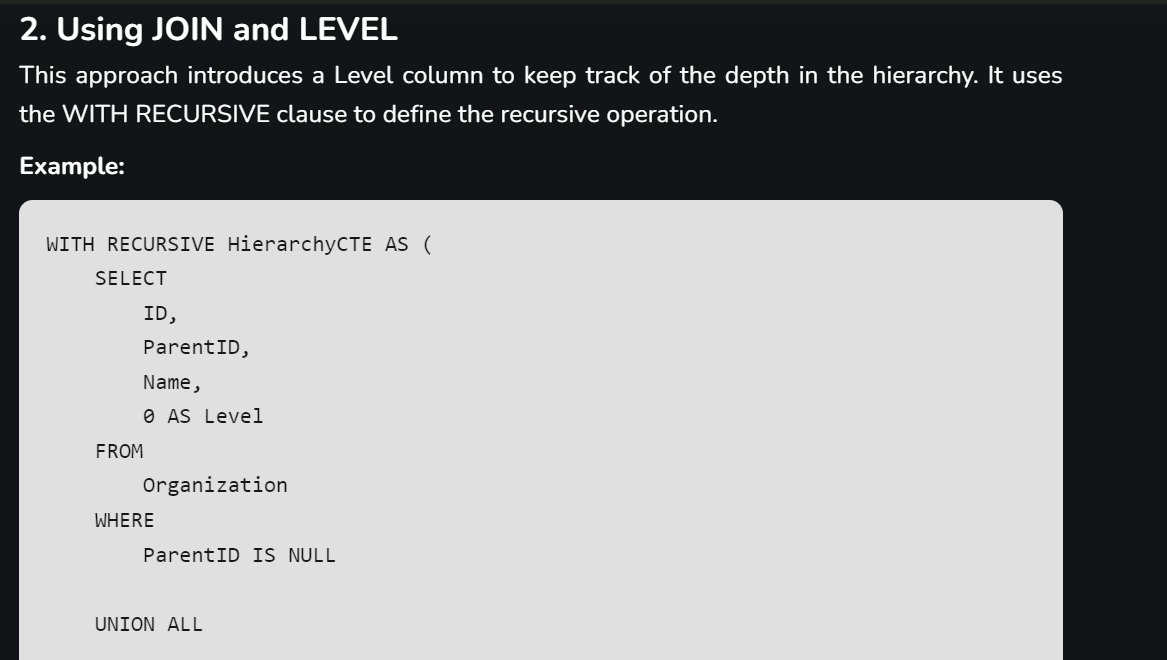 2. Using JOIN and LEVEL
This approach introduces a Level column to keep track of the depth in the hierarchy. It uses
the WITH RECURSIVE clause to define the recursive operation.
Example:
WITH RECURSIVE HierarchyCTE AS (
    SELECT
        ID,
        ParentID,
        Name,
        0 AS Level
    FROM
        Organization
    WHERE
        ParentID IS NULL

    UNION ALL